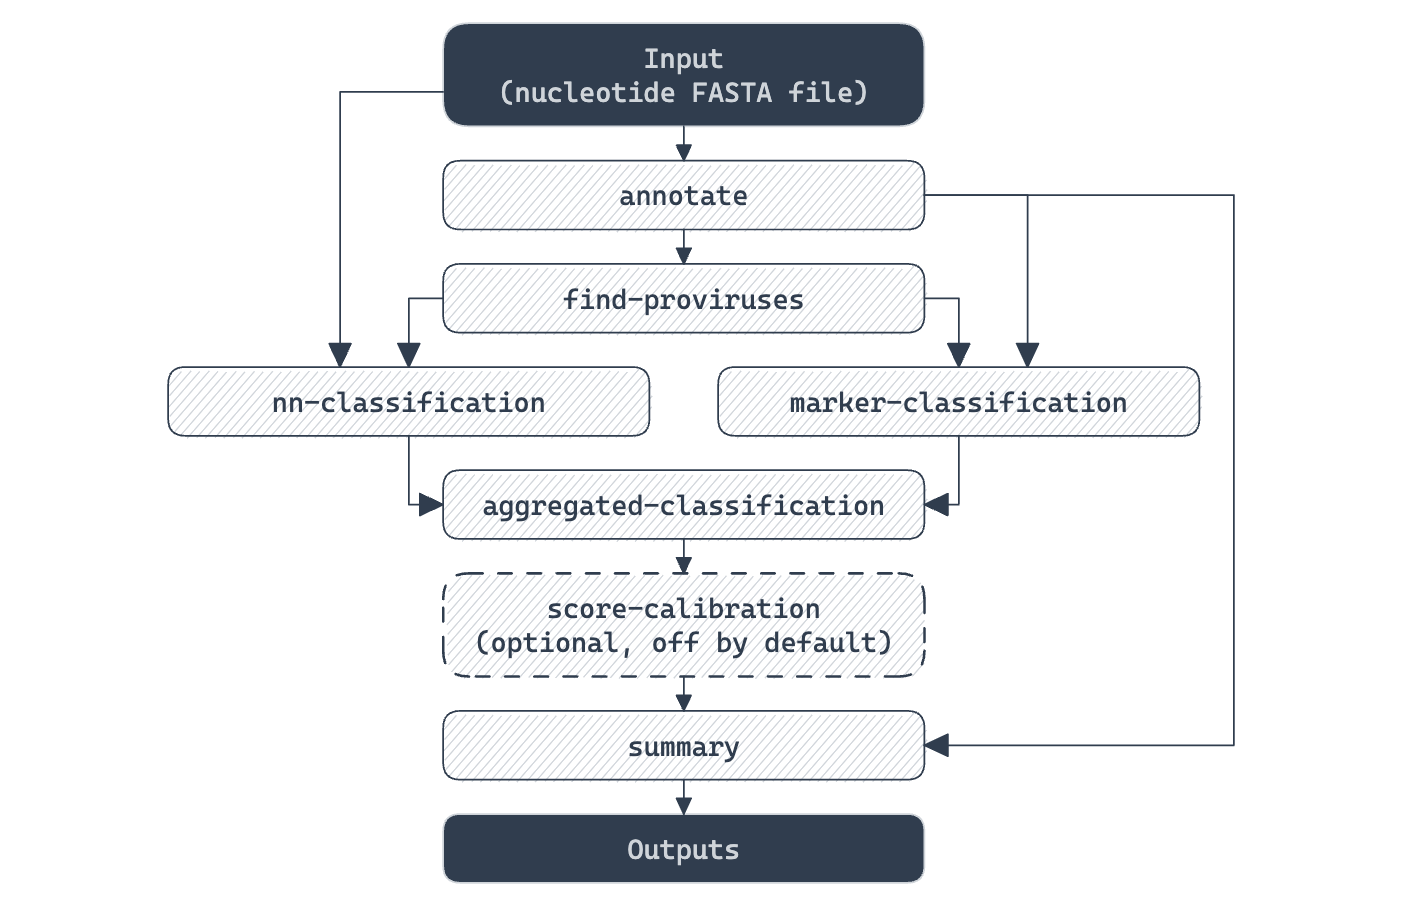 Input
(nucleotide FASTA file)
annotate
find-proviruses
nn-classification
marker-classification
aggregated-classification
score-calibration
(optional, off by default)
summary
Outputs